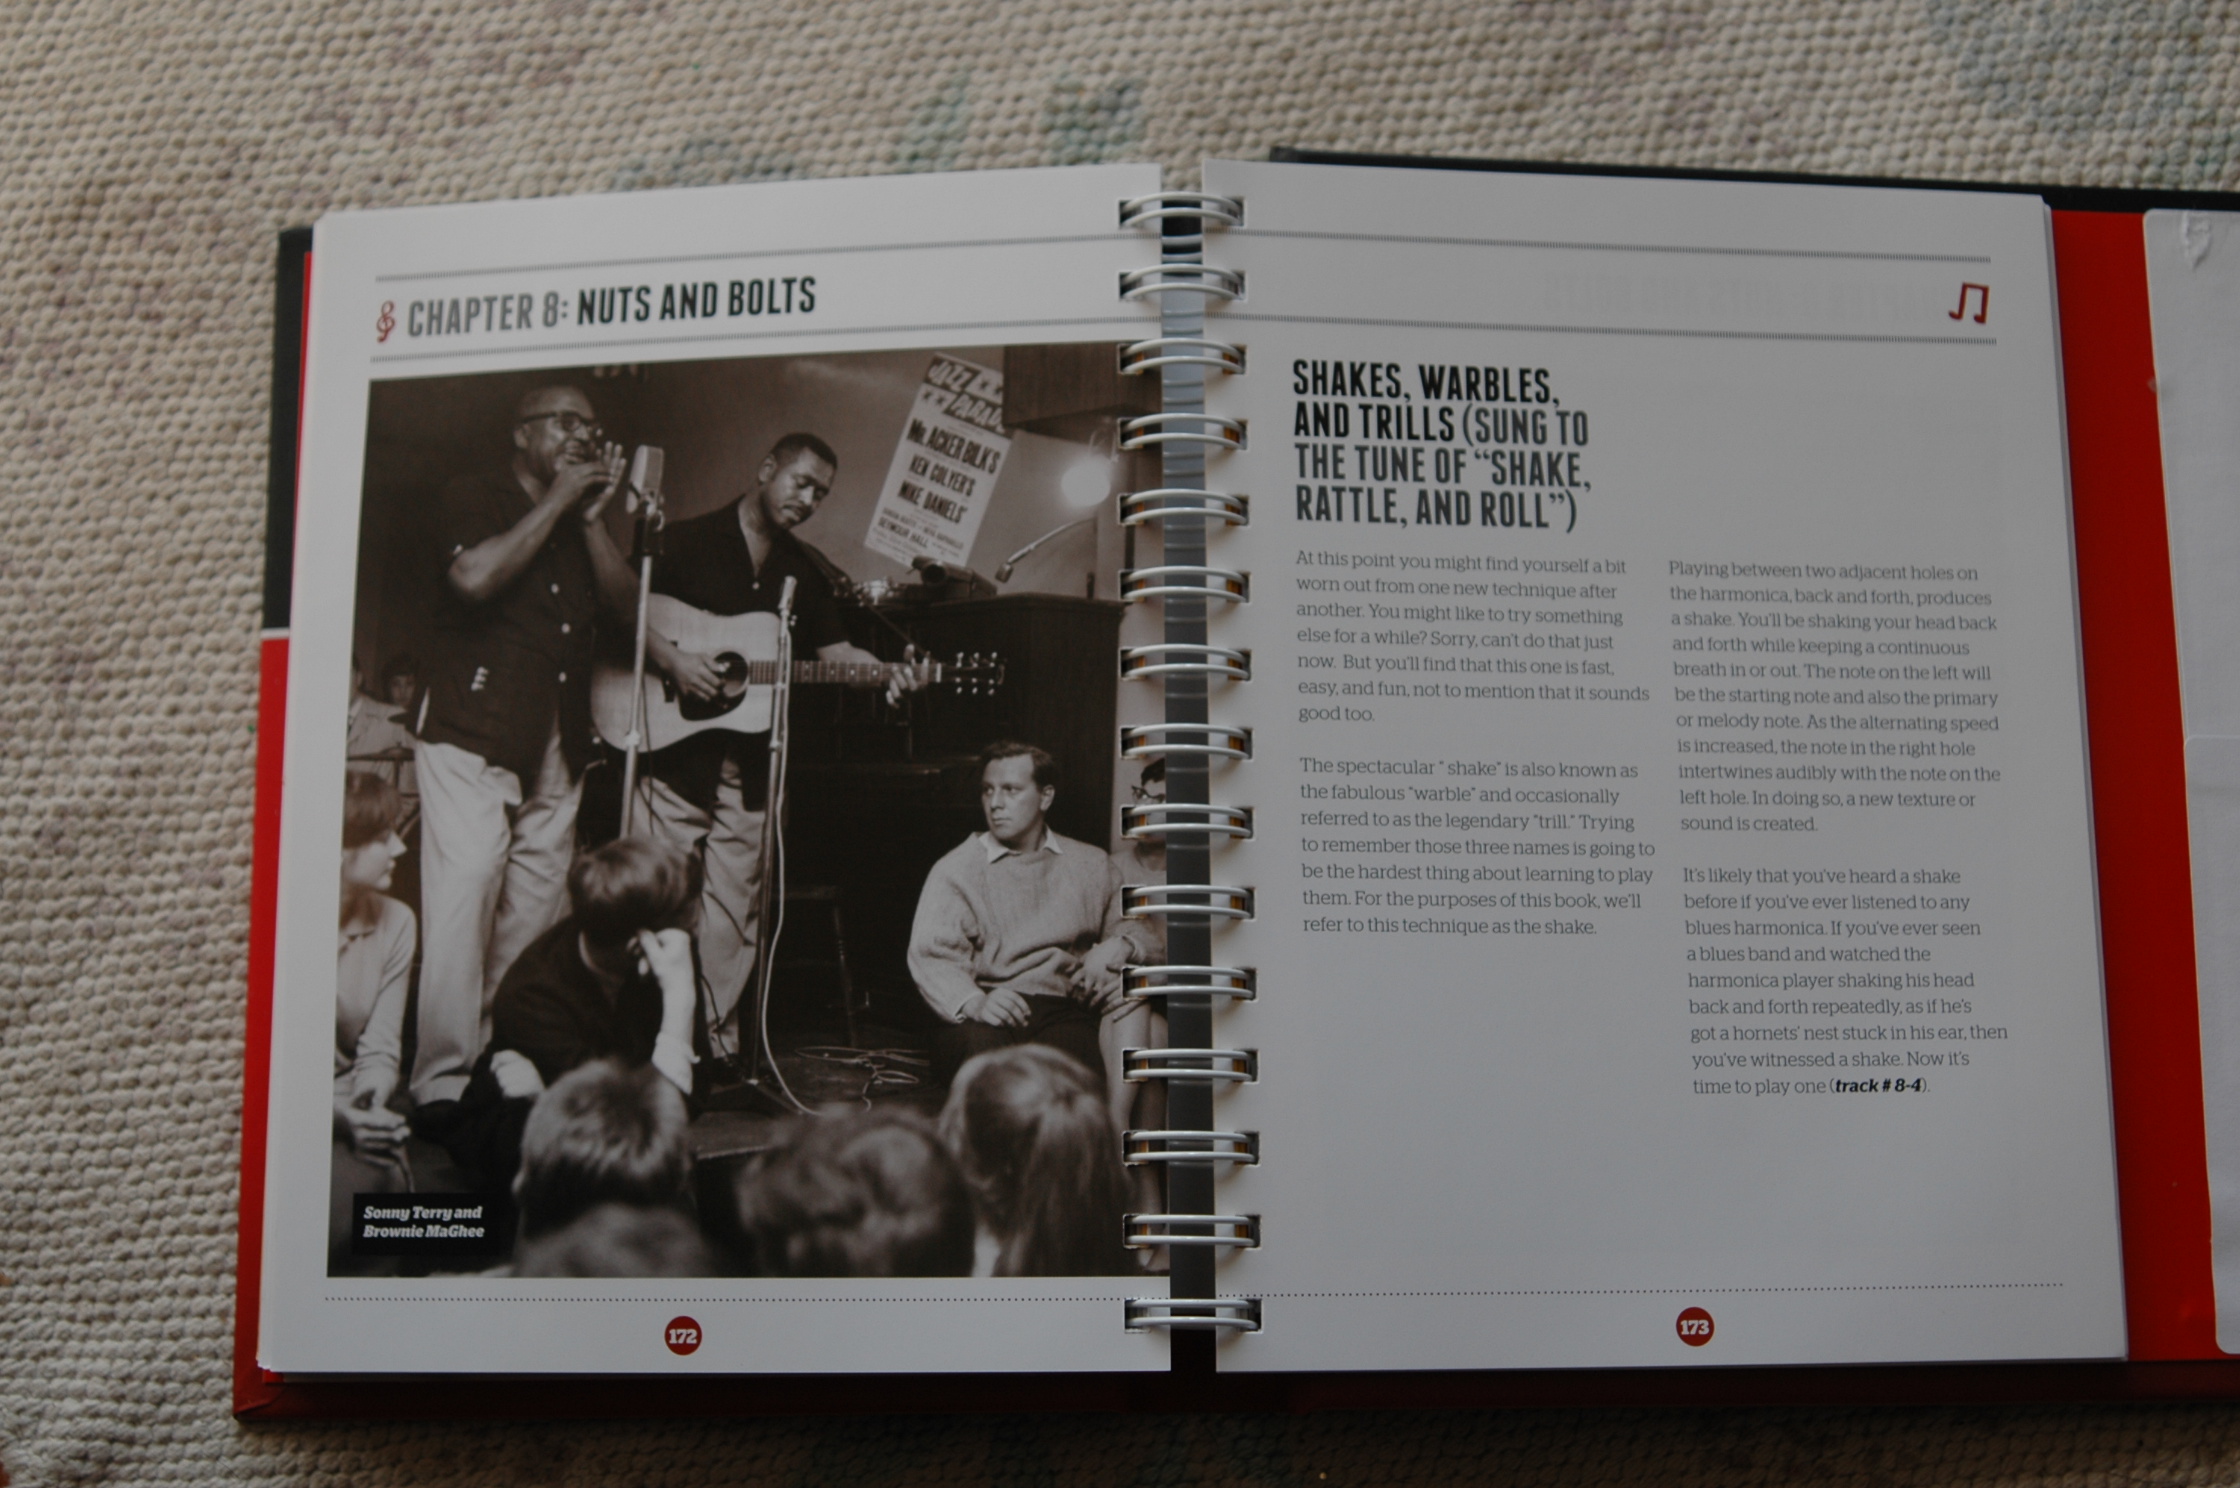 CHAPTER 8: NUTS AND BOLTS
JAZZ
PARADE
Mr. ACKER BILK'S
KEN COLYER'S
MIKE DANIELS'
Sonny Terry and
Brownie MaGhee
172
SHAKES, WARBLES,
AND TRILLS (SUNG TO
THE TUNE OF “SHAKE,
RATTLE, AND ROLL”)
At this point you might find yourself a bit
worn out from one new technique after
another. You might like to try something
else for a while? Sorry, can't do that just
now. But you'll find that this one is fast,
easy, and fun, not to mention that it sounds
good too.
The spectacular “ shake” is also known as
the fabulous “warble” and occasionally
referred to as the legendary “trill.” Trying
to remember those three names is going to
be the hardest thing about learning to play
them. For the purposes of this book, we'll
refer to this technique as the shake.
Playing between two adjacent holes on
the harmonica, back and forth, produces
a shake. You'll be shaking your head back
and forth while keeping a continuous
breath in or out. The note on the left will
be the starting note and also the primary
or melody note. As the alternating speed
is increased, the note in the right hole
intertwines audibly with the note on the
left hole. In doing so, a new texture or
sound is created.
It's likely that you've heard a shake
before if you've ever listened to any
blues harmonica. If you've ever seen
a blues band and watched the
harmonica player shaking his head
back and forth repeatedly, as if he's
got a hornets' nest stuck in his ear, then
you've witnessed a shake. Now it's
time to play one (track # 8-4).
173